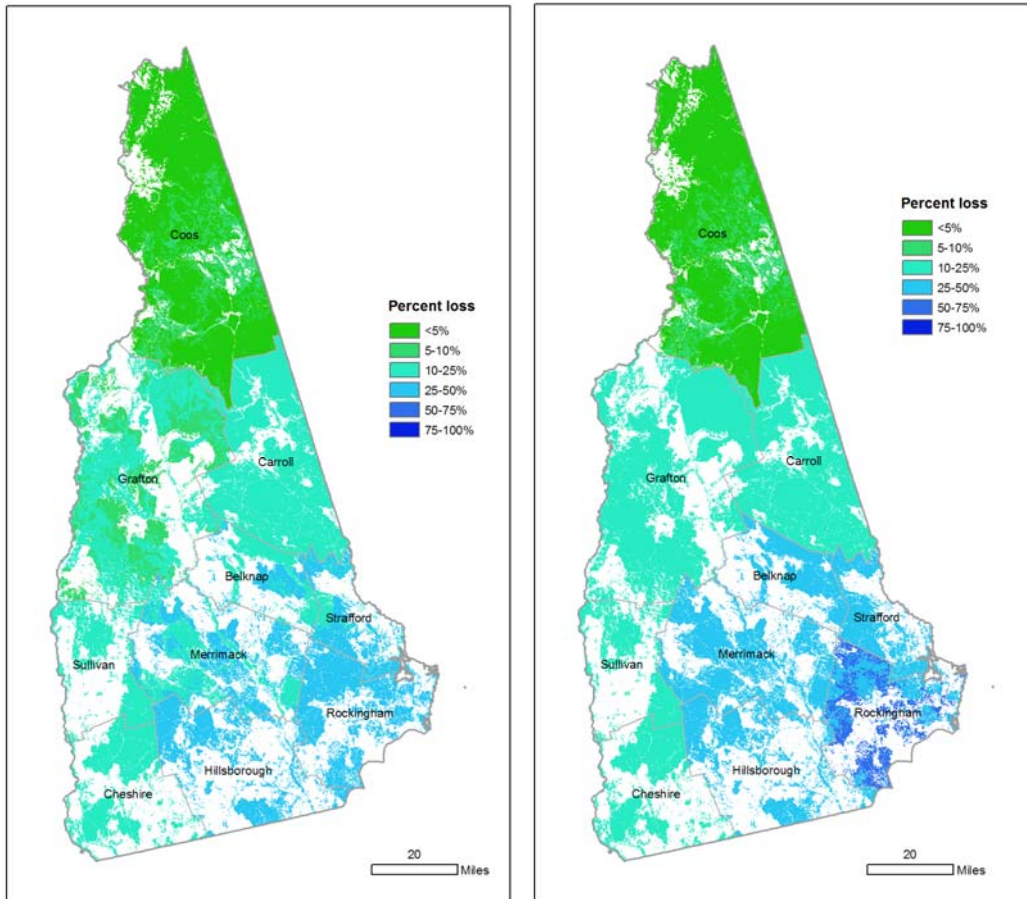 Coos
Percent loss
<5%
5-10%
10-25%
25-50%
50-75%
75-100%
Grafton
Carroll
Belknap
Strafford
Sullivan
Merrimack
Rockingham
Hillsborough
Cheshire
20
Miles
Percent loss
<5%
5-10%
10-25%
25-50%
50-75%
75-100%
Coos
Carroll
Grafton
Belknap
Strafford
Merrimack
Sullivan
Rockingham
Hillsborough
Cheshire
20
Miles